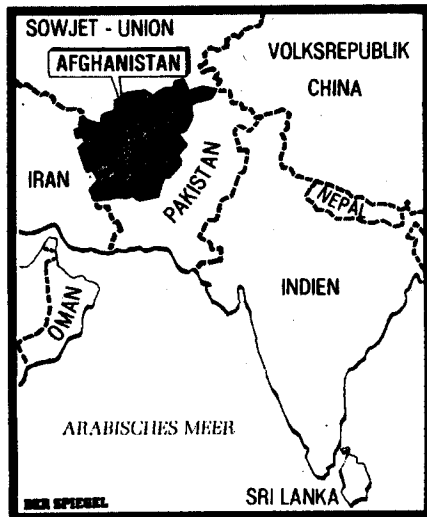 SOWJET - UNION
AFGHANISTAN
VOLKSREPUBLIK
CHINA
IRAN
PAKISTAN
NEPAL
INDIEN
OMAN
ARABISCHES MEER
SRI LANKA
DER SPIEGEL